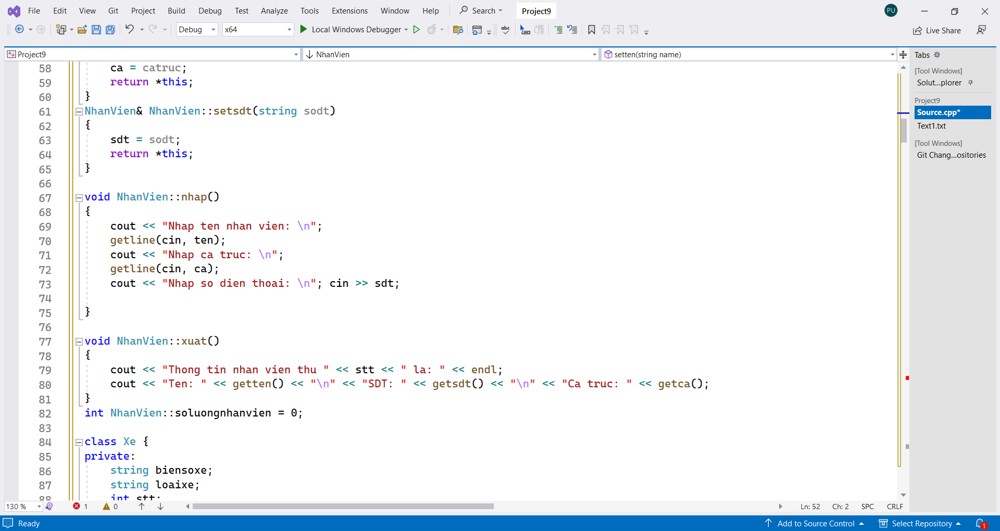 File Edit View Git Project Build Debug Test Analyze Tools Extensions Window Help Search Project9 PU
Debug x64 Local Windows Debugger abc Live Share
Project9 NhanVien setten(string name)
58 ca = catruc;
59 return *this;
60 }
61 NhanVien& NhanVien::setsdt(string sodt)
62 {
63 sdt = sodt;
64 return *this;
65 }
66
67 void NhanVien::nhap()
68 {
69 cout << "Nhap ten nhan vien: \n";
70 getline(cin, ten);
71 cout << "Nhap ca truc: \n";
72 getline(cin, ca);
73 cout << "Nhap so dien thoai: \n"; cin >> sdt;
74
75 }
76
77 void NhanVien::xuat()
78 {
79 cout << "Thong tin nhan vien thu " << stt << " la: " << endl;
80 cout << "Ten: " << getten() << "\n" << "SDT: " << getsdt() << "\n" << "Ca truc: " << getca();
81 }
82 int NhanVien::soluongnhanvien = 0;
83
84 class Xe {
85 private:
86 string biensoxe;
87 string loaixe;
88 int stt;
Tabs
[Tool Windows]
Solut...plorer
Project9
Source.cpp*
Text1.txt
[Tool Windows]
Git Chang...ositories
130 % 1 0 Ln: 52 Ch: 2 SPC CRLF
Ready Add to Source Control Select Repository 1